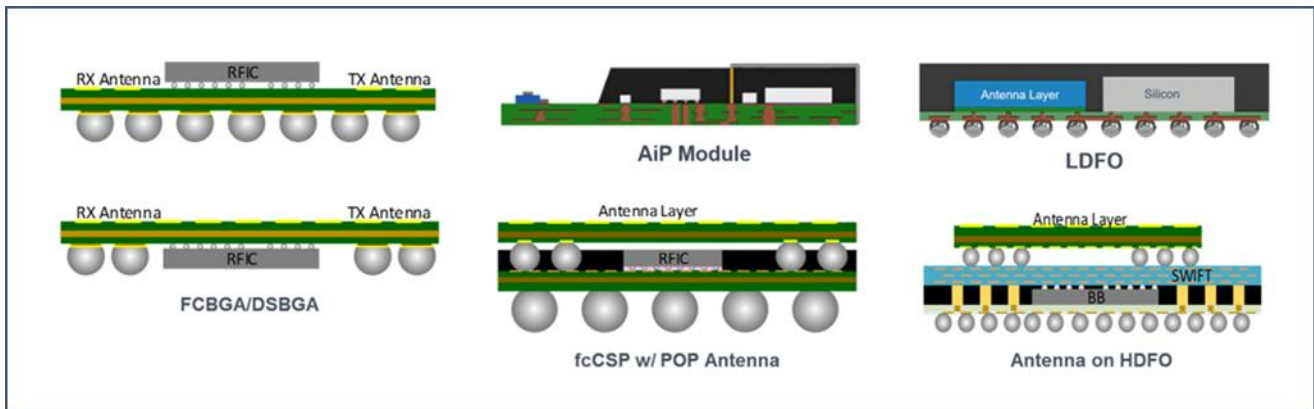 RX Antenna
RFIC
TX Antenna
RX Antenna
TX Antenna
RFIC
FCBGA/DSBGA
AiP Module
Antenna Layer
RFIC
fcCSP w/ POP Antenna
Antenna Layer
Silicon
LDFO
Antenna Layer
SWIFT
BB
Antenna on HDFO